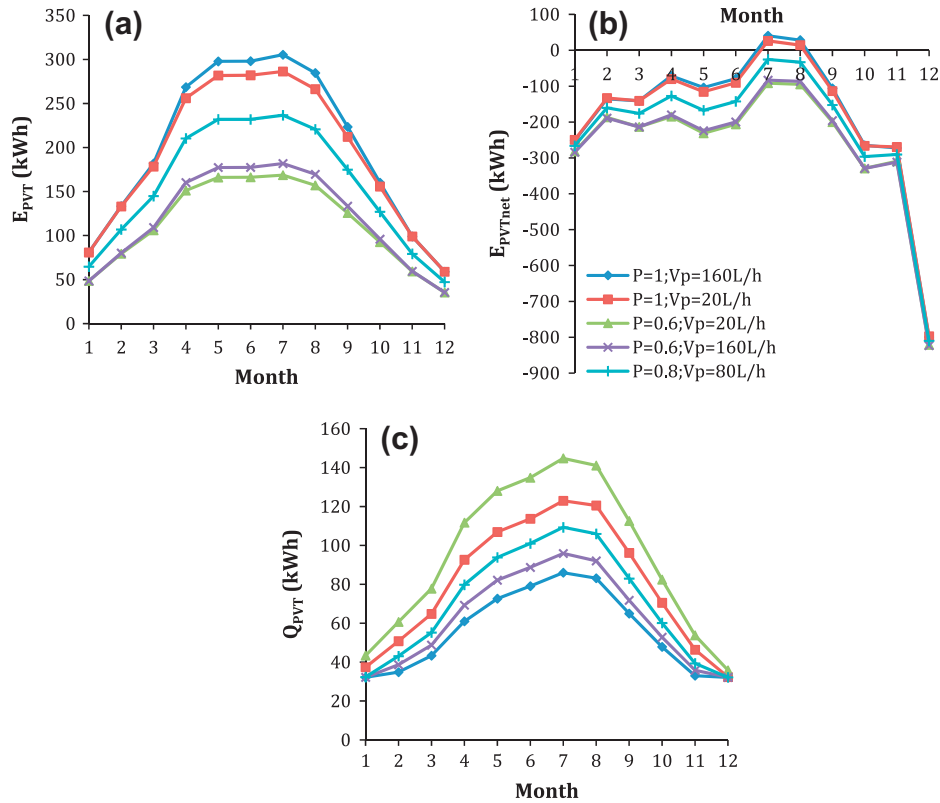 (a)
350
300
250
200
150
100
50
0
E_PVT (kWh)
1 2 3 4 5 6 7 8 9 10 11 12
Month
(b)
Month
100
0
-100
-200
-300
-400
-500
-600
-700
-800
-900
E_PVTnet (kWh)
1 2 3 4 5 6 7 8 9 10 11 12
P=1;Vp=160L/h
P=1;Vp=20L/h
P=0.6;Vp=20L/h
P=0.6;Vp=160L/h
P=0.8;Vp=80L/h
(c)
160
140
120
100
80
60
40
20
0
Q_PVT (kWh)
1 2 3 4 5 6 7 8 9 10 11 12
Month